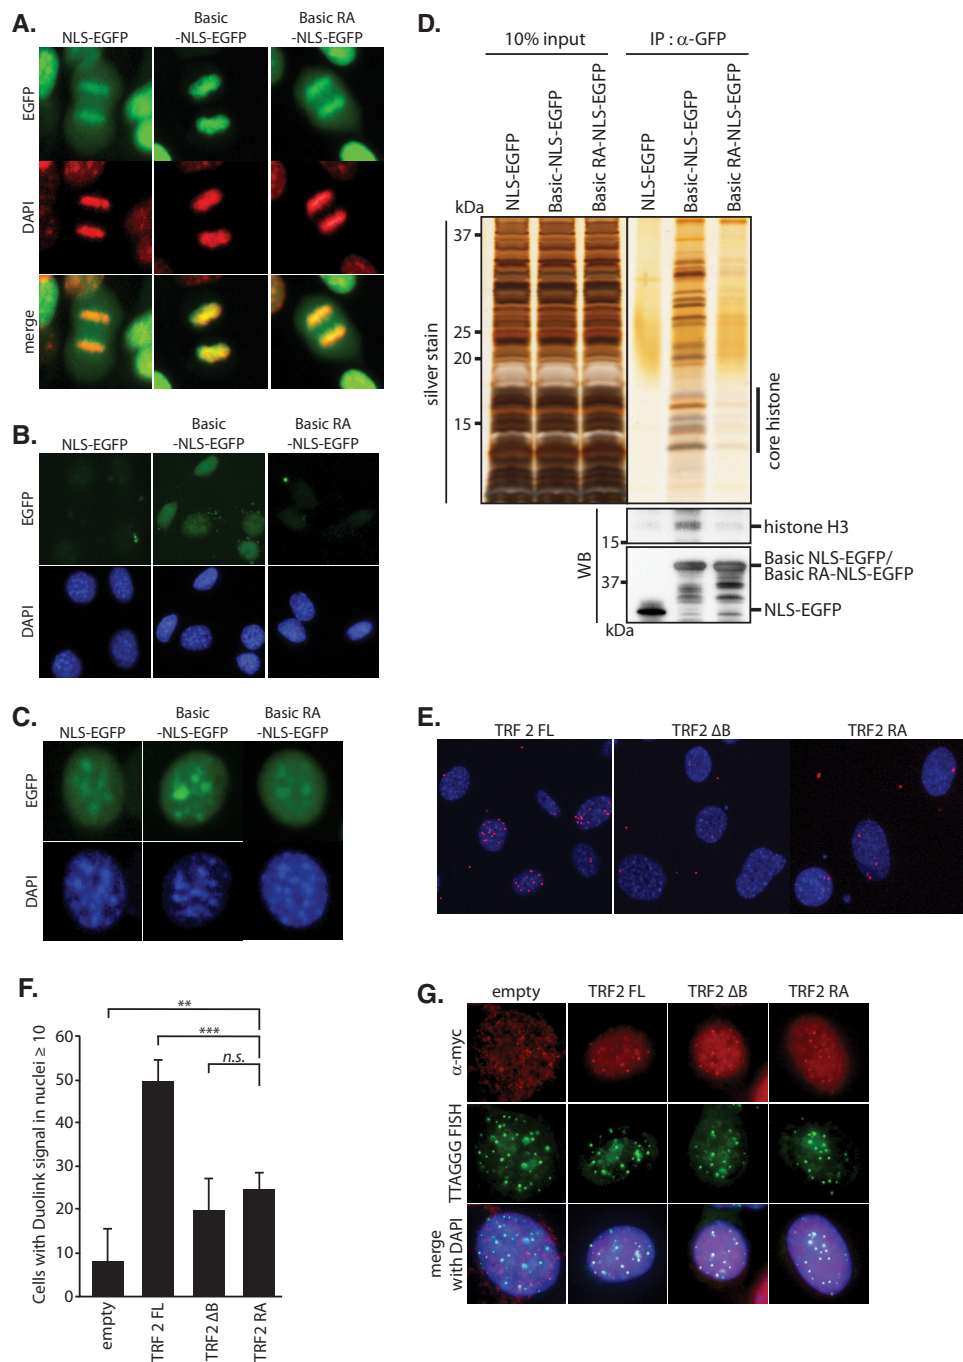 A.
NLS-EGFP
Basic
-NLS-EGFP
Basic RA
-NLS-EGFP
EGFP
DAPI
merge
B.
NLS-EGFP
Basic
-NLS-EGFP
Basic RA
-NLS-EGFP
EGFP
DAPI
C.
NLS-EGFP
Basic
-NLS-EGFP
Basic RA
-NLS-EGFP
EGFP
DAPI
D.
10% input
IP : α-GFP
NLS-EGFP
Basic-NLS-EGFP
Basic RA-NLS-EGFP
NLS-EGFP
Basic-NLS-EGFP
Basic RA-NLS-EGFP
kDa
37
25
20
15
silver stain
core histone
histone H3
15
WB
Basic NLS-EGFP/
Basic RA-NLS-EGFP
37
NLS-EGFP
kDa
E.
TRF 2 FL
TRF2 ΔB
TRF2 RA
F.
**
***
n.s.
Cells with Duolink signal in nuclei ≥ 10
60
50
40
30
20
10
0
empty
TRF 2 FL
TRF2 ΔB
TRF2 RA
G.
empty
TRF2 FL
TRF2 ΔB
TRF2 RA
α-myc
TTAGGG FISH
merge
with DAPI